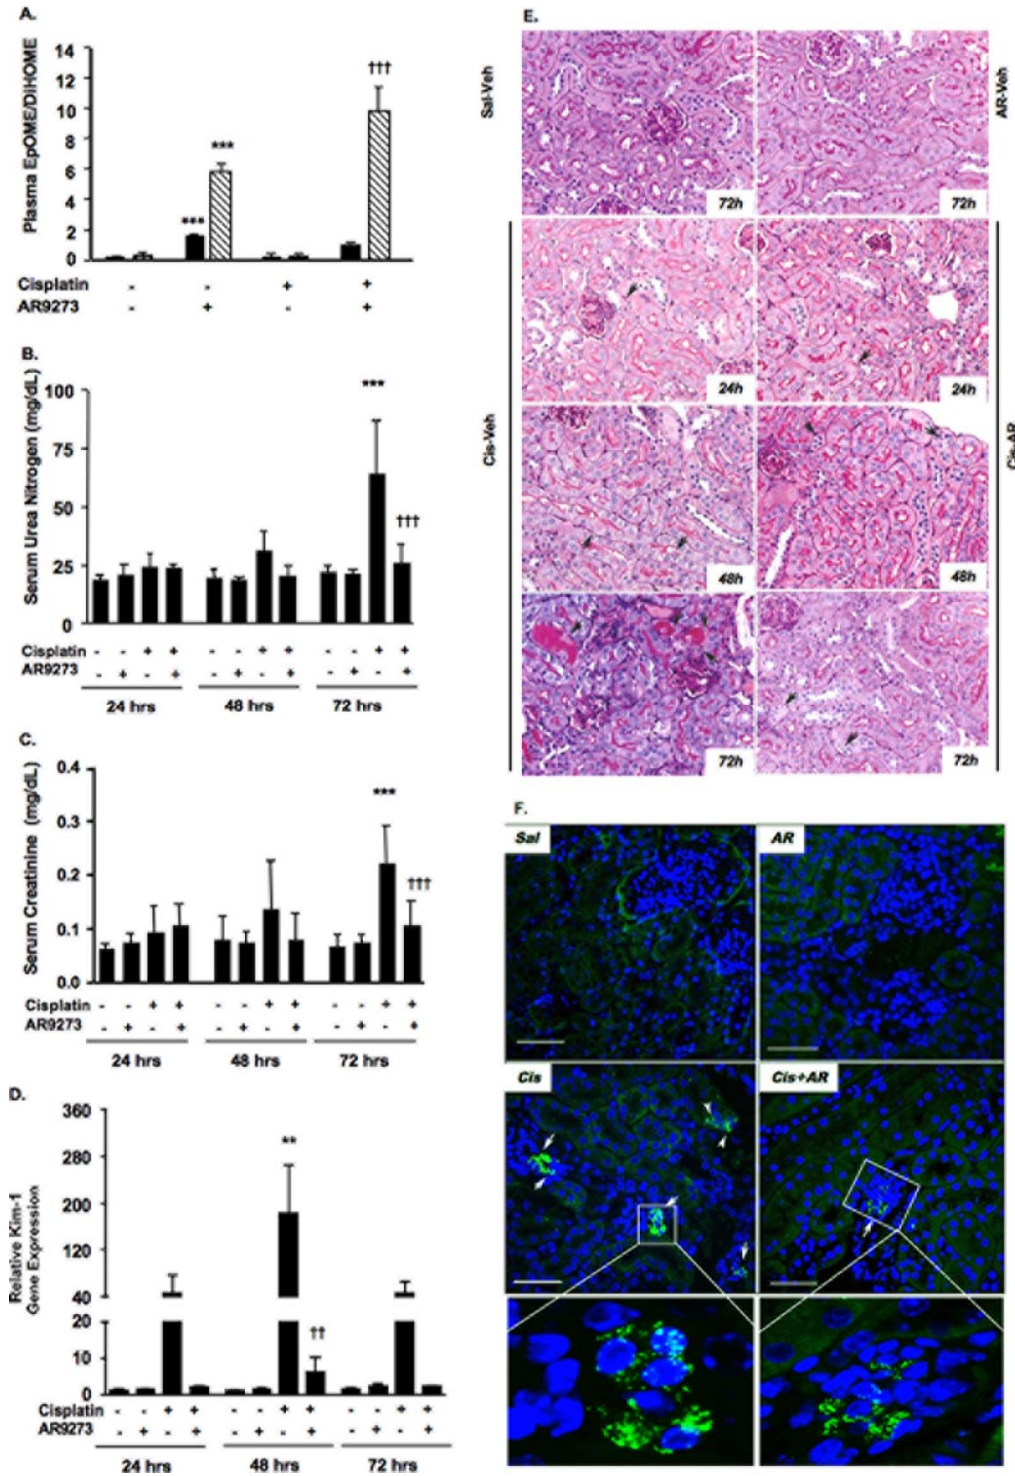 A.
Plasma EpOME/DiHOME
14
12
10
8
6
4
2
0
***
***
†††
Cisplatin - - + +
AR9273 - + - +
B.
Serum Urea Nitrogen (mg/dL)
100
75
50
25
0
***
†††
Cisplatin - - + + - - + + - - + +
AR9273 - + - + - + - + - + - +
24 hrs 48 hrs 72 hrs
C.
Serum Creatinine (mg/dL)
0.4
0.3
0.2
0.1
0.0
***
†††
Cisplatin - - + + - - + + - - + +
AR9273 - + - + - + - + - + - +
24 hrs 48 hrs 72 hrs
D.
Relative Kim-1
Gene Expression
360
280
200
120
40
20
10
0
**
††
Cisplatin - - + + - - + + - - + +
AR9273 - + - + - + - + - + - +
24 hrs 48 hrs 72 hrs
E.
Sal-Veh
AR-Veh
72h
72h
Cis-Veh
Cis-AR
24h
24h
48h
48h
72h
72h
F.
Sal
AR
Cis
Cis+AR